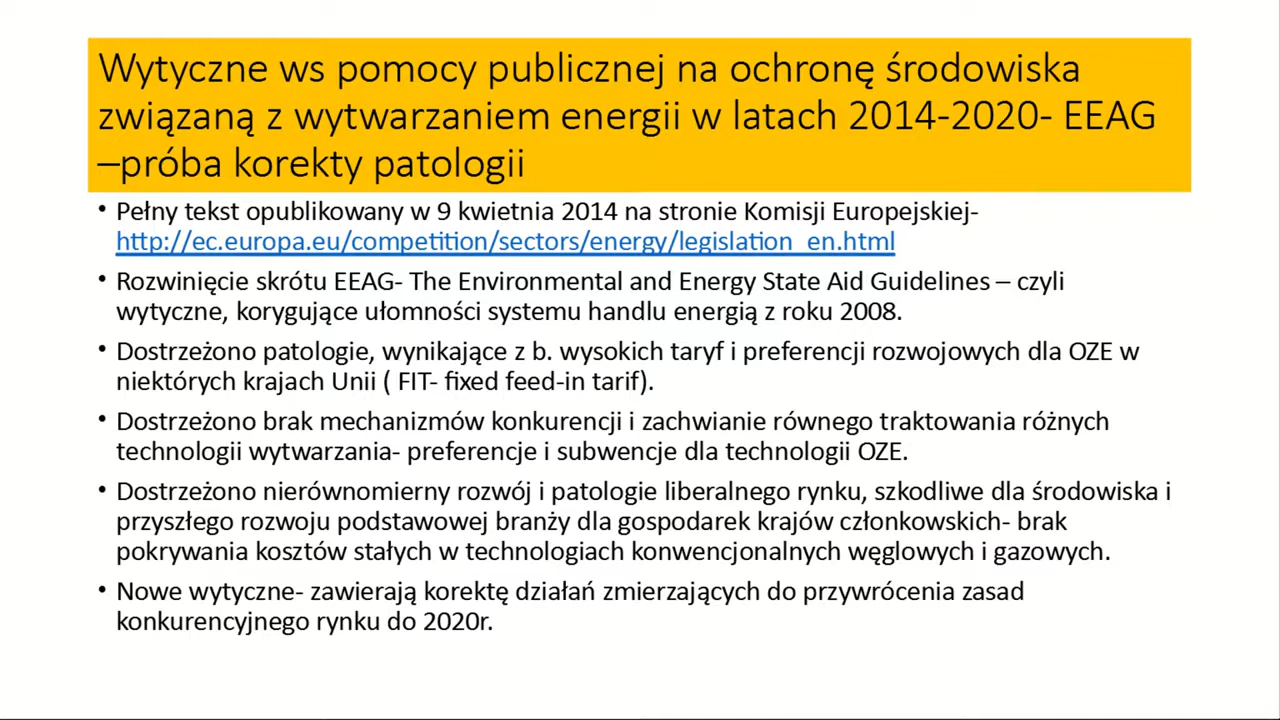 Wytyczne ws pomocy publicznej na ochronę środowiska
związaną z wytwarzaniem energii w latach 2014-2020- EEAG
–próba korekty patologii
• Pełny tekst opublikowany w 9 kwietnia 2014 na stronie Komisji Europejskiej-
http://ec.europa.eu/competition/sectors/energy/legislation_en.html
• Rozwinięcie skrótu EEAG- The Environmental and Energy State Aid Guidelines – czyli
wytyczne, korygujące ułomności systemu handlu energią z roku 2008.
• Dostrzeżono patologie, wynikające z b. wysokich taryf i preferencji rozwojowych dla OZE w
niektórych krajach Unii ( FIT- fixed feed-in tarif).
• Dostrzeżono brak mechanizmów konkurencji i zachwianie równego traktowania różnych
technologii wytwarzania- preferencje i subwencje dla technologii OZE.
• Dostrzeżono nierównomierny rozwój i patologie liberalnego rynku, szkodliwe dla środowiska i
przyszłego rozwoju podstawowej branży dla gospodarek krajów członkowskich- brak
pokrywania kosztów stałych w technologiach konwencjonalnych węglowych i gazowych.
• Nowe wytyczne- zawierają korektę działań zmierzających do przywrócenia zasad
konkurencyjnego rynku do 2020r.